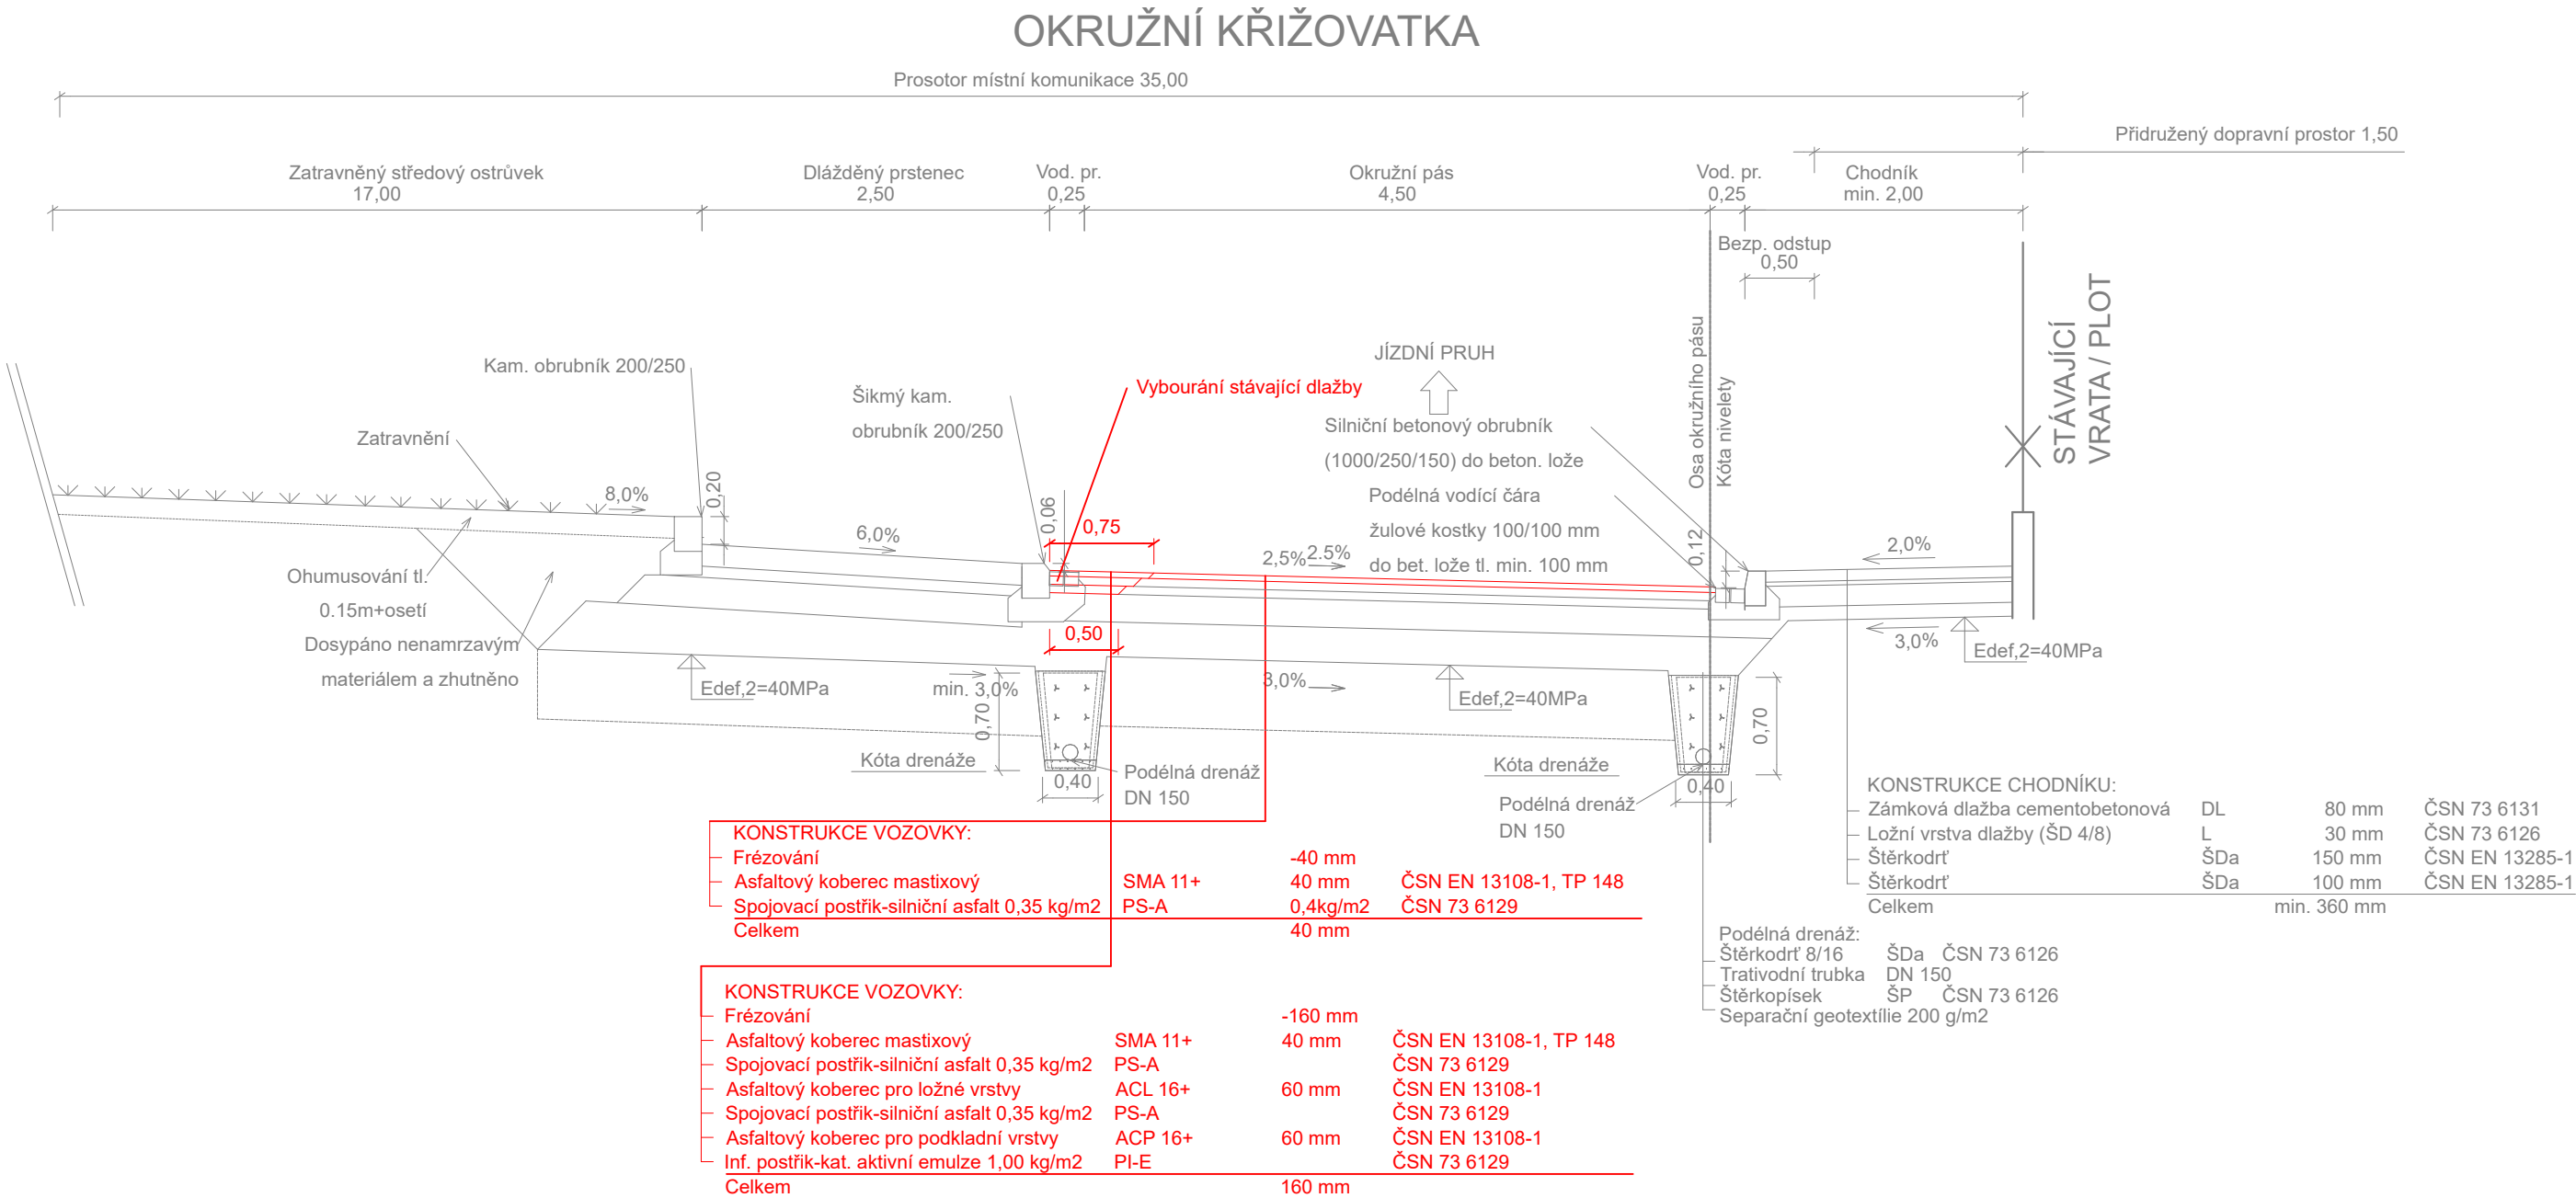 OKRUŽNÍ KŘIŽOVATKA
Prosotor místní komunikace 35,00
Přidružený dopravní prostor 1,50
Zatravněný středový ostrůvek
17,00
Dlážděný prstenec
2,50
Vod. pr.
0,25
Okružní pás
4,50
Vod. pr.
0,25
Chodník
min. 2,00
Bezp. odstup
0,50
STÁVAJÍCÍ
VRATA / PLOT
Osa okružního pásu
Kóta nivelety
JÍZDNÍ PRUH
Kam. obrubník 200/250
Šikmý kam.
obrubník 200/250
Vybourání stávající dlažby
Silniční betonový obrubník
(1000/250/150) do beton. lože
Podélná vodící čára
žulové kostky 100/100 mm
do bet. lože tl. min. 100 mm
Zatravnění
8,0%
0,20
6,0%
0,06
0,75
2,5%
2.5%
0,12
2,0%
Ohumusování tl.
0.15m+osetí
Dosypáno nenamrzavým
materiálem a zhutněno
0,50
3,0%
Edef,2=40MPa
Edef,2=40MPa
min. 3,0%
3,0%
Edef,2=40MPa
0,70
0,70
Kóta drenáže
0,40
Podélná drenáž
DN 150
Kóta drenáže
0,40
Podélná drenáž
DN 150
KONSTRUKCE CHODNÍKU:
Zámková dlažba cementobetonová DL 80 mm ČSN 73 6131
Ložní vrstva dlažby (ŠD 4/8) L 30 mm ČSN 73 6126
Štěrkodrť ŠDa 150 mm ČSN EN 13285-1
Štěrkodrť ŠDa 100 mm ČSN EN 13285-1
Celkem min. 360 mm
KONSTRUKCE VOZOVKY:
Frézování -40 mm
Asfaltový koberec mastixový SMA 11+ 40 mm ČSN EN 13108-1, TP 148
Spojovací postřik-silniční asfalt 0,35 kg/m2 PS-A 0,4kg/m2 ČSN 73 6129
Celkem 40 mm
Podélná drenáž:
Štěrkodrť 8/16 ŠDa ČSN 73 6126
Trativodní trubka DN 150
Štěrkopísek ŠP ČSN 73 6126
Separační geotextílie 200 g/m2
KONSTRUKCE VOZOVKY:
Frézování -160 mm
Asfaltový koberec mastixový SMA 11+ 40 mm ČSN EN 13108-1, TP 148
Spojovací postřik-silniční asfalt 0,35 kg/m2 PS-A ČSN 73 6129
Asfaltový koberec pro ložné vrstvy ACL 16+ 60 mm ČSN EN 13108-1
Spojovací postřik-silniční asfalt 0,35 kg/m2 PS-A ČSN 73 6129
Asfaltový koberec pro podkladní vrstvy ACP 16+ 60 mm ČSN EN 13108-1
Inf. postřik-kat. aktivní emulze 1,00 kg/m2 PI-E ČSN 73 6129
Celkem 160 mm